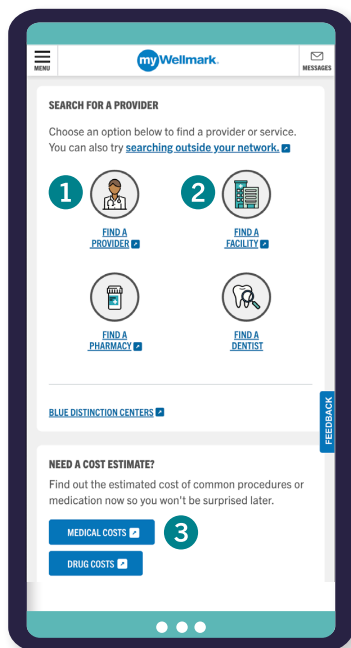 MENU
myWellmark.
MESSAGES
SEARCH FOR A PROVIDER
Choose an option below to find a provider or service.
You can also try searching outside your network.
1
2
FIND A
PROVIDER
FIND A
FACILITY
FIND A
PHARMACY
FIND A
DENTIST
BLUE DISTINCTION CENTERS
FEEDBACK
NEED A COST ESTIMATE?
Find out the estimated cost of common procedures or
medication now so you won't be surprised later.
MEDICAL COSTS
3
DRUG COSTS